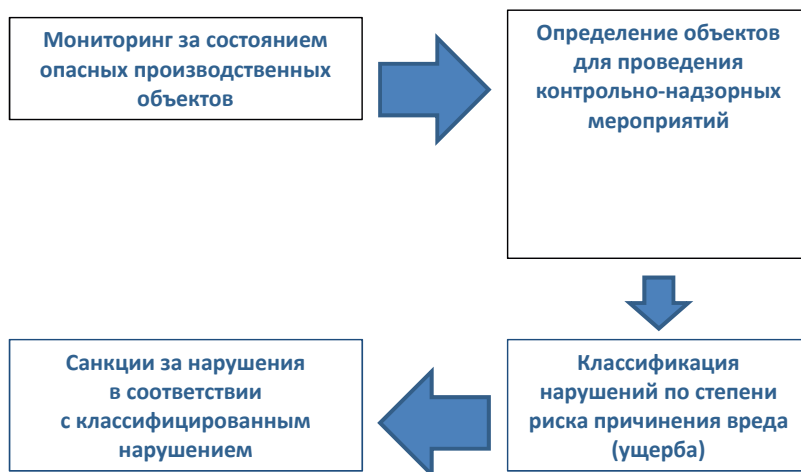 Мониторинг за состоянием
опасных производственных
объектов
Определение объектов
для проведения
контрольно-надзорных
мероприятий
Классификация
нарушений по степени
риска причинения вреда
(ущерба)
Санкции за нарушения
в соответствии
с классифицированным
нарушением